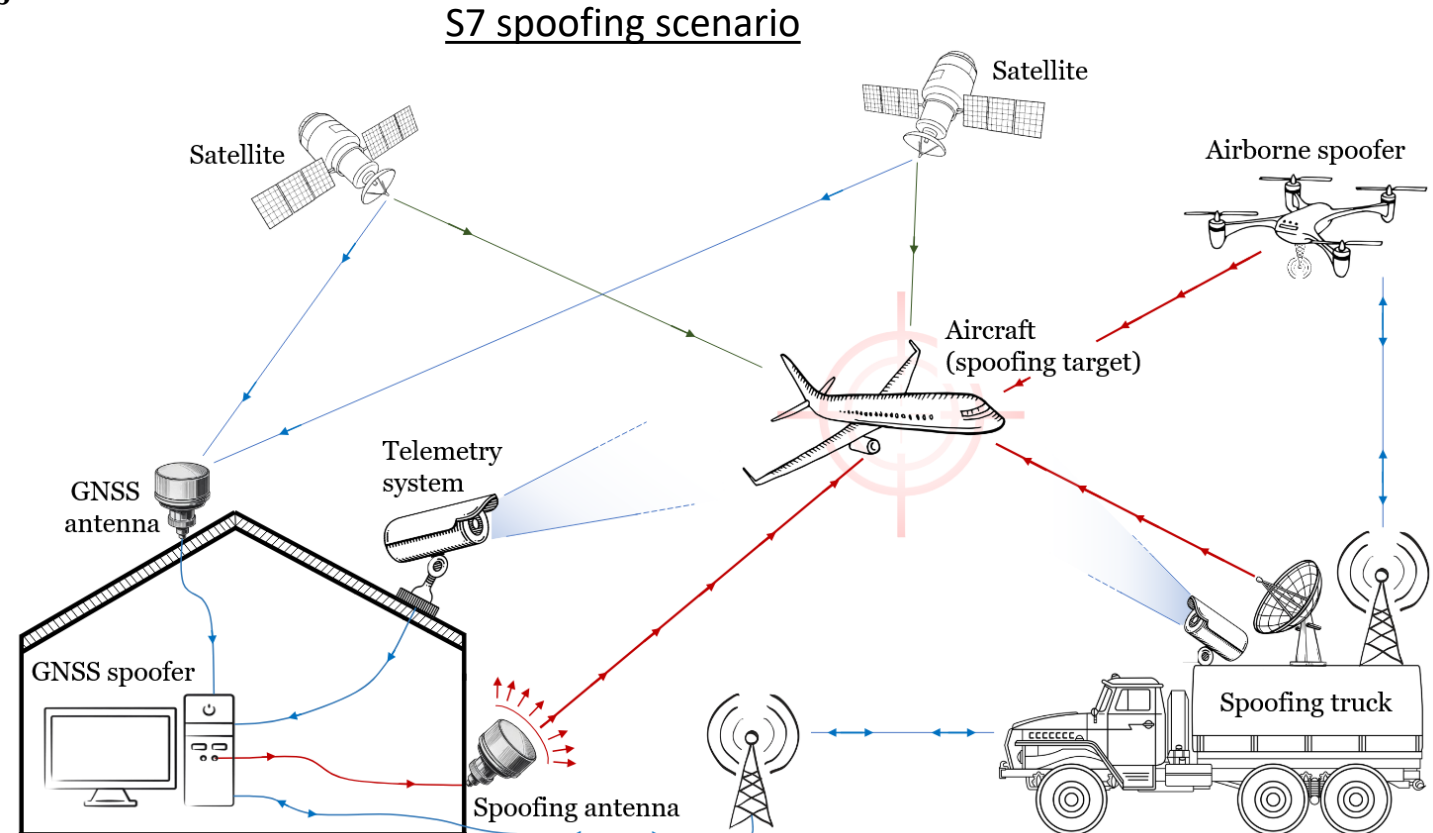 S7 spoofing scenario
Satellite
Satellite
Airborne spoofer
Aircraft
(spoofing target)
Telemetry
system
GNSS
antenna
GNSS spoofer
Spoofing truck
Spoofing antenna